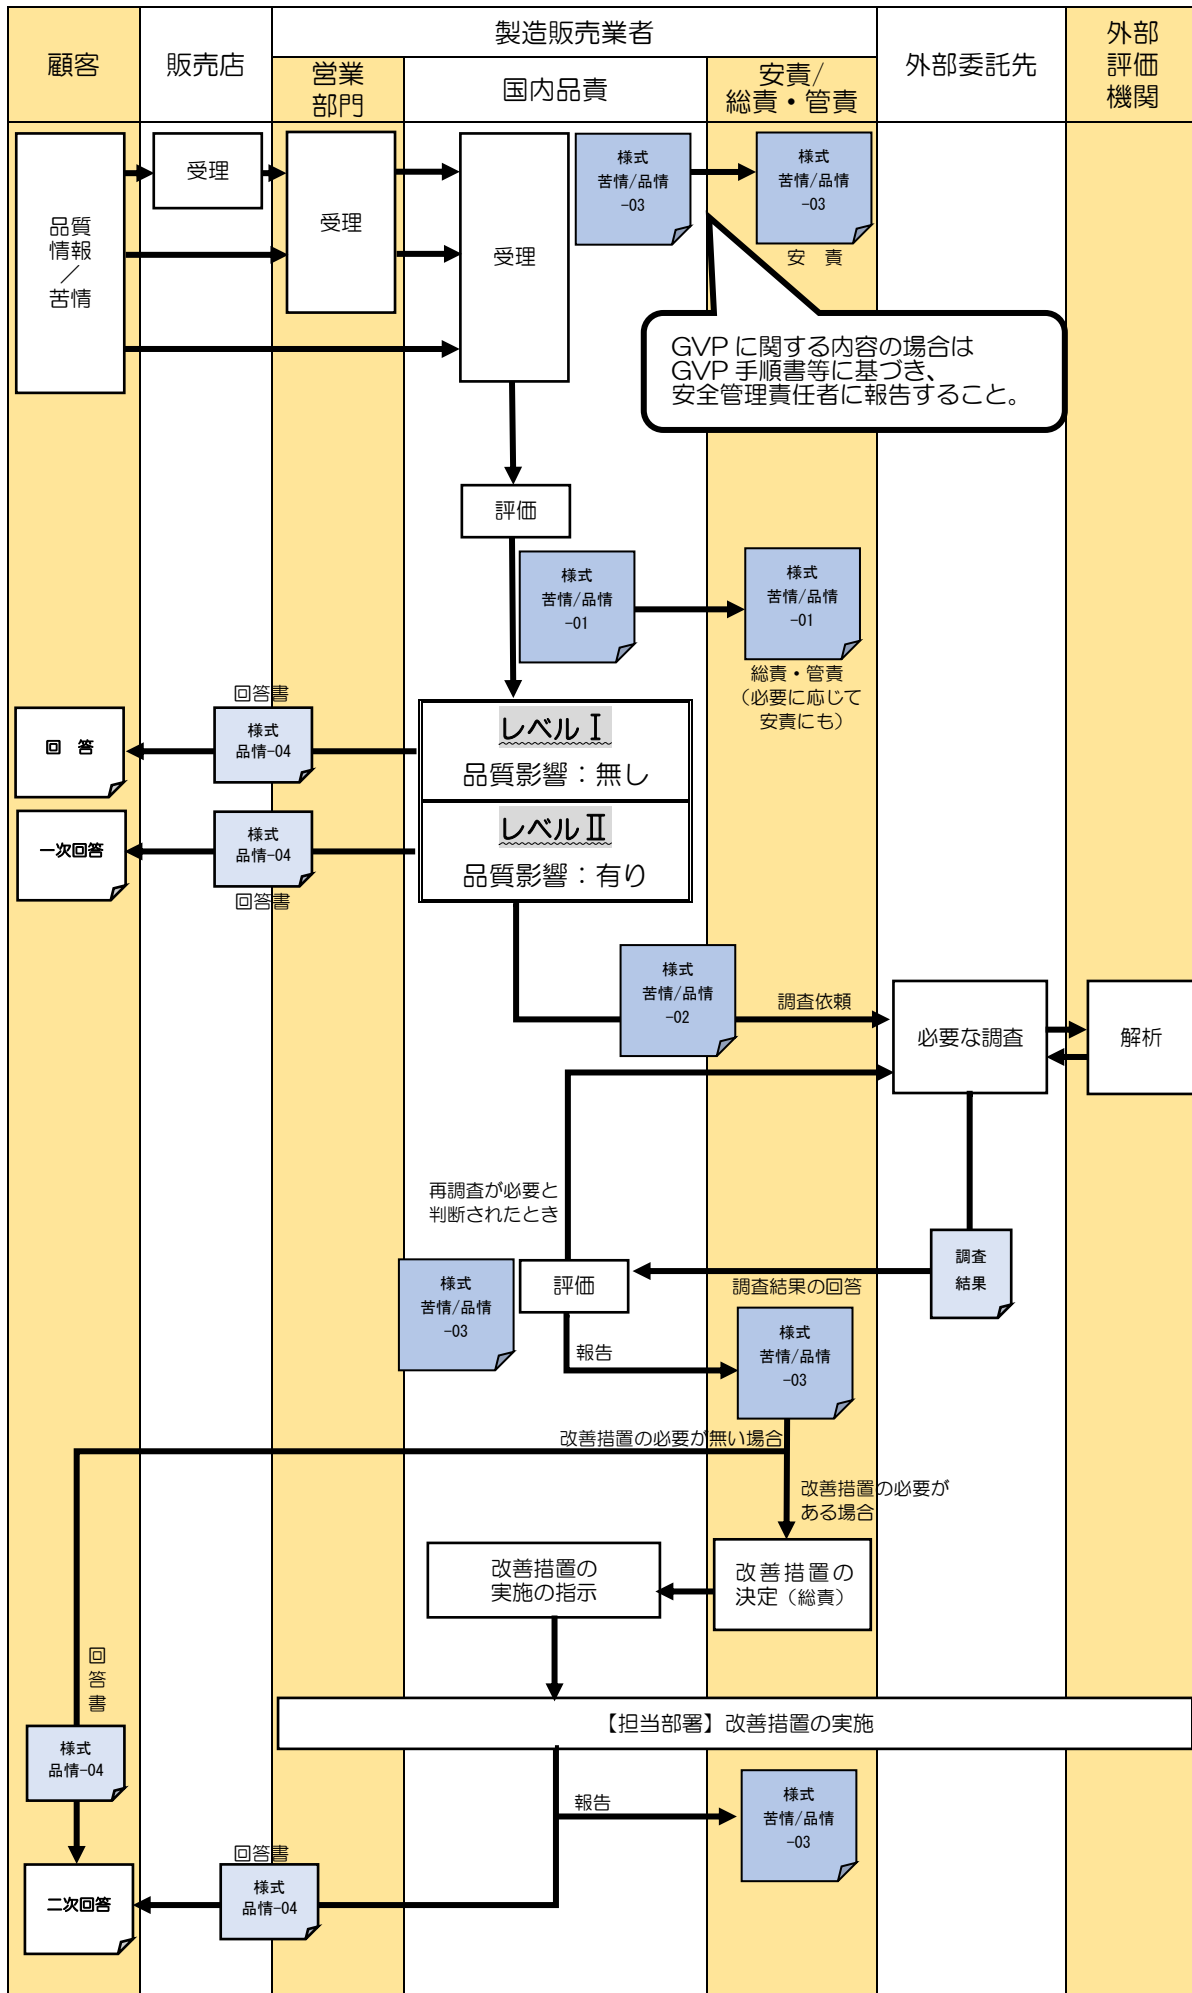 顧客
販売店
製造販売業者
営業
部門
国内品責
安責/
総責・管責
外部委託先
外部
評価
機関
品質
情報
／
苦情
受理
受理
受理
様式
苦情/品情
-03
様式
苦情/品情
-03
安　責
GVP に関する内容の場合は
GVP 手順書等に基づき、
安全管理責任者に報告すること。
評価
様式
苦情/品情
-01
様式
苦情/品情
-01
総責・管責
（必要に応じて
安責にも）
回答書
様式
品情-04
回　答
レベルⅠ
品質影響：無し
一次回答
様式
品情-04
回答書
レベルⅡ
品質影響：有り
様式
苦情/品情
-02
調査依頼
必要な調査
解析
再調査が必要と
判断されたとき
様式
苦情/品情
-03
評価
調査結果の回答
調査
結果
報告
様式
苦情/品情
-03
改善措置の必要が無い場合
改善措置の必要が
ある場合
改善措置の
実施の指示
改善措置の
決定（総責）
回
答
書
様式
品情-04
【担当部署】改善措置の実施
報告
様式
苦情/品情
-03
回答書
様式
品情-04
二次回答